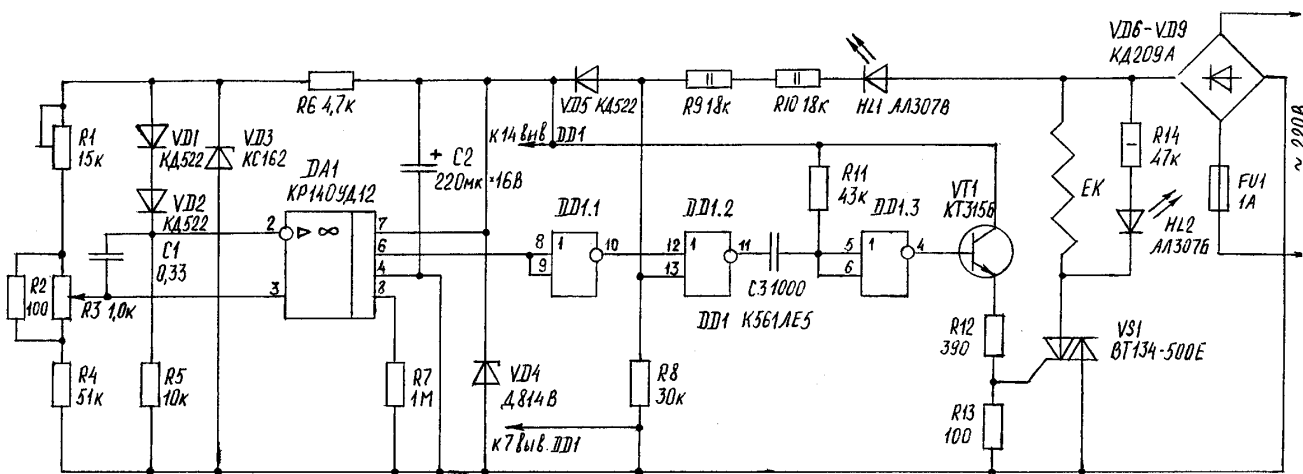 VD6-VD9
КД209А
R6 4,7к
VD5 КД522
R9 18к
R10 18к
HL1 АЛ307В
R1
15к
VD1
КД522
VD3
КС162
DA1
КР140УД12
+ C2
220мк×16В
к 14 выв DD1
R11
43к
VT1
КТ315Б
EK
R14
47к
FU1
1А
~ 220В
VD2
КД522
HL2
АЛ307Б
DD1.1
DD1.2
DD1.3
2
▷ ∞
7
6
4
8
3
8
9
1
10
12
13
1
11
5
6
1
4
C1
0,33
R2
100
R3 1,0к
C3 1000
DD1 К561ЛЕ5
R4
51к
R5
10к
R7
1М
VD4
Д814В
R8
30к
R12
390
VS1
ВТ134-500Е
к 7 выв. DD1
R13
100